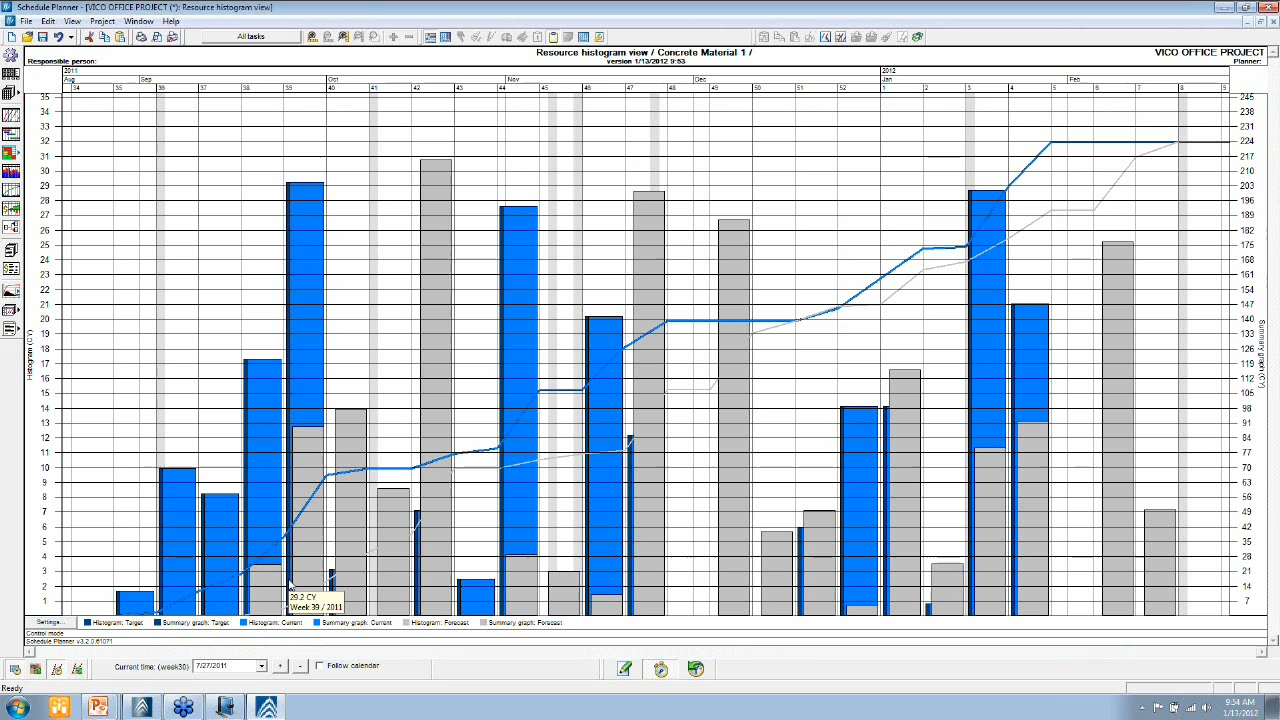 Schedule Planner - [VICO OFFICE PROJECT (*): Resource histogram view]
File Edit View Project Window Help
All tasks
Resource histogram view / Concrete Material 1 /
VICO OFFICE PROJECT
Responsible person:
version 1/13/2012 9:53
Planner:
2011 2012
Aug Sep Oct Nov Dec Jan Feb
34 35 36 37 38 39 40 41 42 43 44 45 46 47 48 49 50 51 52 1 2 3 4 5 6 7 8 9
35 245
34 238
33 231
32 224
31 217
30 210
29 203
28 196
27 189
26 182
25 175
24 168
23 161
22 154
21 147
20 140
19 133
18 126
17 119
16 112
15 105
14 98
13 91
12 84
11 77
10 70
9 63
8 56
7 49
6 42
5 35
4 28
3 21
2 14
1 7
Histogram (CY)
Summary graph (CY)
29.2 CY
Week 39 / 2011
Settings... Histogram: Target Summary graph: Target Histogram: Current Summary graph: Current Histogram: Forecast Summary graph: Forecast
Control mode
Schedule Planner v3.2.0.61071
Current time: (week30) 7/27/2011 + - Follow calendar
Ready
9:54 AM
1/13/2012